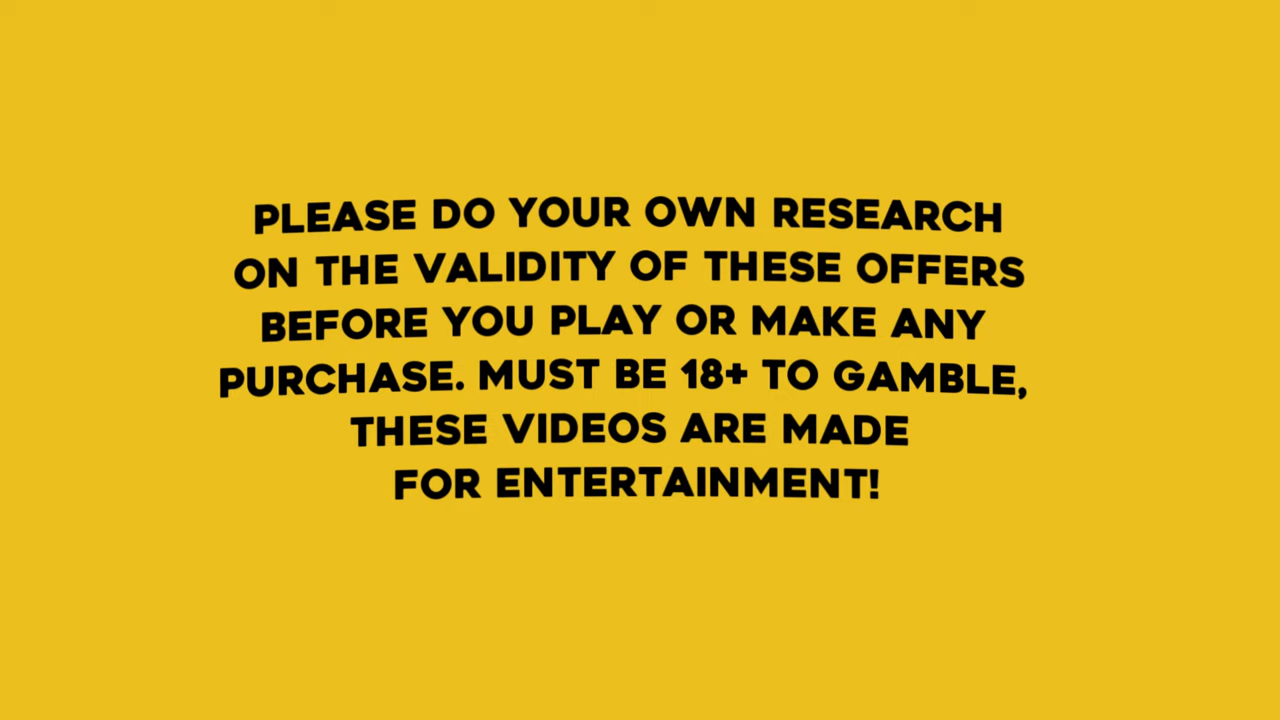 PLEASE DO YOUR OWN RESEARCH
ON THE VALIDITY OF THESE OFFERS
BEFORE YOU PLAY OR MAKE ANY
PURCHASE. MUST BE 18+ TO GAMBLE,
THESE VIDEOS ARE MADE
FOR ENTERTAINMENT!